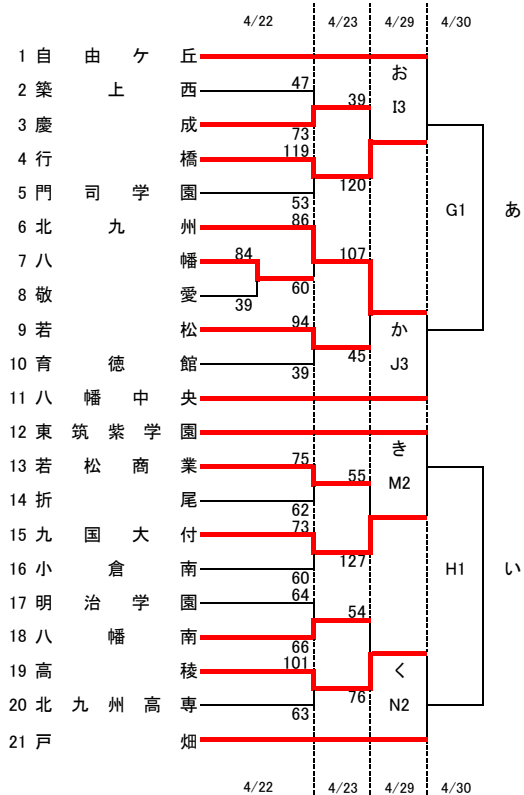 4/22 4/23 4/29 4/30
1 自由ケ丘
お
2 築上西 47
39
I3
3 慶成
73
4 行橋 119
120
5 門司学園
53
G1 あ
6 北九州 86
7 八幡 84 107
60
8 敬愛
39
9 若松 94 か
45 J3
10 育徳館
39
11 八幡中央
12 東筑紫学園
き
13 若松商業 75
55 M2
14 折尾
62
15 九国大付 73
127
16 小倉南 H1 い
60
17 明治学園 64
54
18 八幡南
66
19 高稜 101 く
76 N2
20 北九州高専
63
21 戸畑
4/22 4/23 4/29 4/30